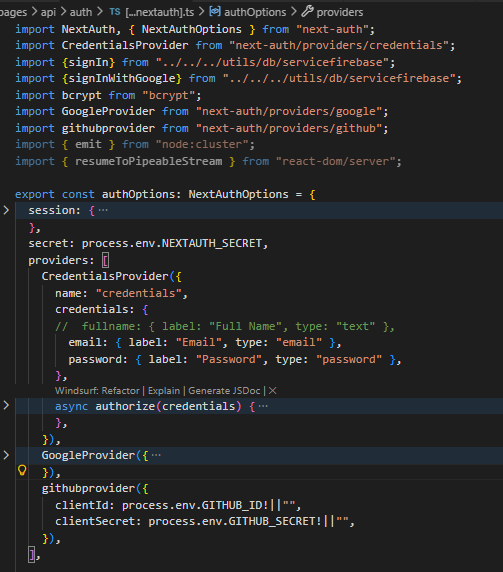 pages > api > auth > TS [...nextauth].ts > authOptions > providers
import NextAuth, { NextAuthOptions } from "next-auth";
import CredentialsProvider from "next-auth/providers/credentials";
import {signIn} from "../../../utils/db/servicefirebase";
import {signInWithGoogle} from "../../../utils/db/servicefirebase";
import bcrypt from "bcrypt";
import GoogleProvider from "next-auth/providers/google";
import githubprovider from "next-auth/providers/github";
import { emit } from "node:cluster";
import { resumeToPipeableStream } from "react-dom/server";
export const authOptions: NextAuthOptions = {
session: { ...
},
secret: process.env.NEXTAUTH_SECRET,
providers: [
CredentialsProvider({
name: "credentials",
credentials: {
// fullname: { label: "Full Name", type: "text" },
email: { label: "Email", type: "email" },
password: { label: "Password", type: "password" },
},
Windsurf: Refactor | Explain | Generate JSDoc | ×
async authorize(credentials) { ...
},
}),
GoogleProvider({ ...
}),
githubprovider({
clientId: process.env.GITHUB_ID!||"",
clientSecret: process.env.GITHUB_SECRET!||"",
}),
],